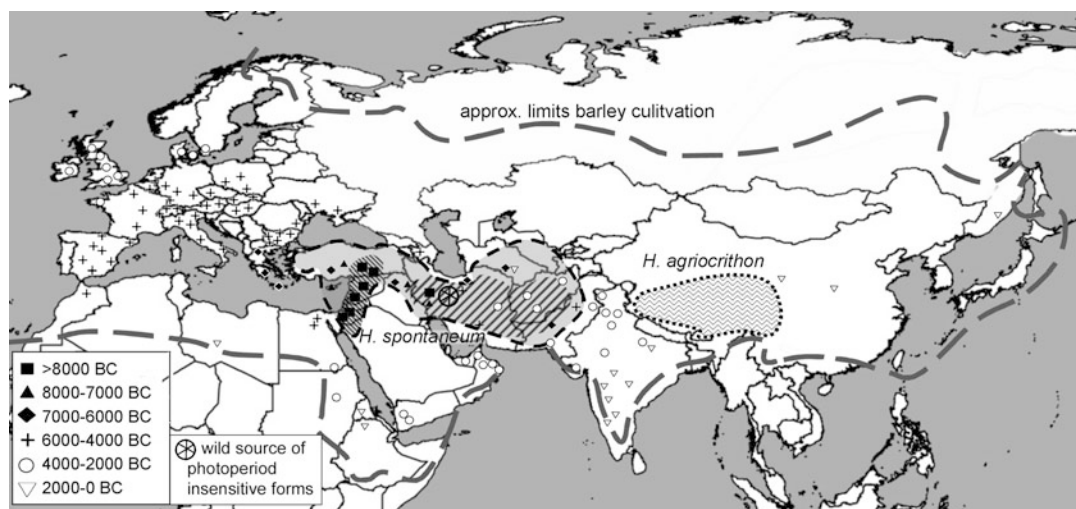 approx. limits barley culitvation
H. agriocrithon
H. spontaneum
>8000 BC
8000-7000 BC
7000-6000 BC
6000-4000 BC
4000-2000 BC
2000-0 BC
wild source of
photoperiod
insensitive forms